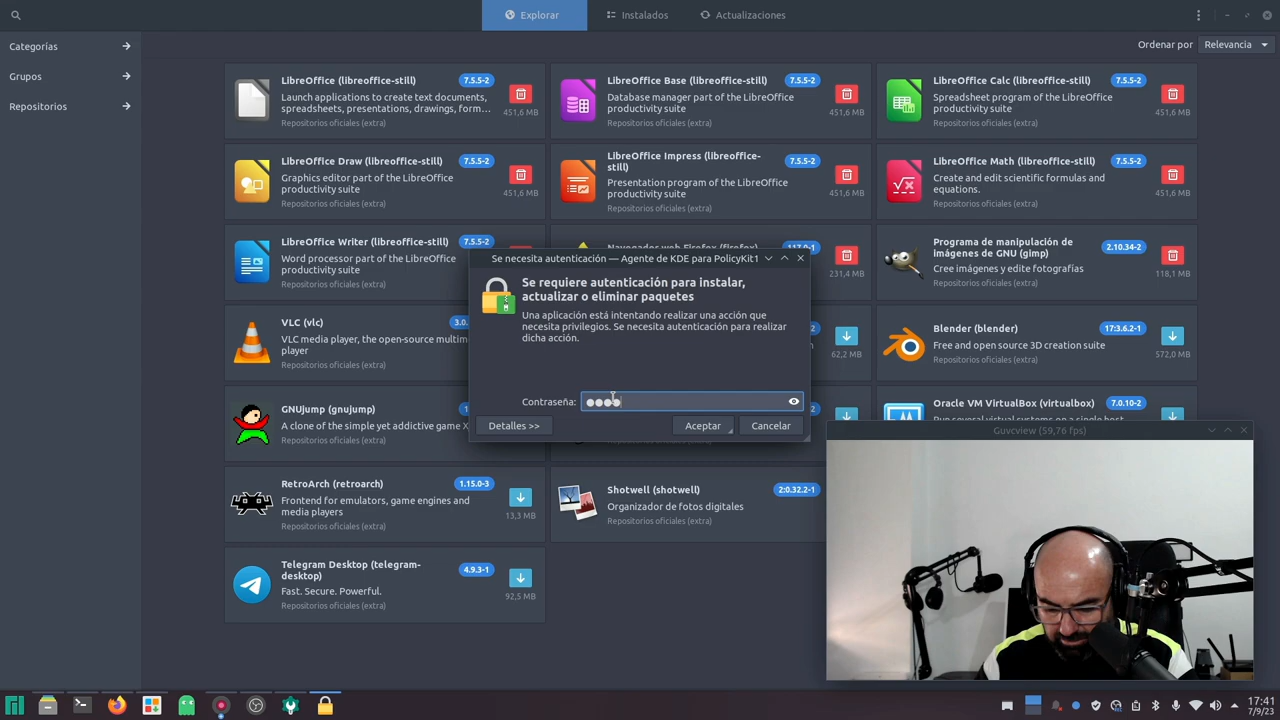 Explorar
Instalados
Actualizaciones
Ordenar por
Relevancia
Categorías
Grupos
Repositorios
LibreOffice (libreoffice-still)
7.5.5-2
Launch applications to create text documents,
spreadsheets, presentations, drawings, form...
Repositorios oficiales (extra)
451,6 MB
LibreOffice Base (libreoffice-still)
7.5.5-2
Database manager part of the LibreOffice
productivity suite
Repositorios oficiales (extra)
451,6 MB
LibreOffice Calc (libreoffice-still)
7.5.5-2
Spreadsheet program of the LibreOffice
productivity suite
Repositorios oficiales (extra)
451,6 MB
LibreOffice Draw (libreoffice-still)
7.5.5-2
Graphics editor part of the LibreOffice
productivity suite
Repositorios oficiales (extra)
451,6 MB
LibreOffice Impress (libreoffice-
still)
7.5.5-2
Presentation program of the LibreOffice
productivity suite
Repositorios oficiales (extra)
451,6 MB
LibreOffice Math (libreoffice-still)
7.5.5-2
Create and edit scientific formulas and
equations.
Repositorios oficiales (extra)
451,6 MB
LibreOffice Writer (libreoffice-still)
7.5.5-2
Word processor part of the LibreOffice
productivity suite
Repositorios oficiales (extra)
Navegador web Firefox (firefox)
117.0-1
231,4 MB
Programa de manipulación de
imágenes de GNU (gimp)
2.10.34-2
Cree imágenes y edite fotografías
Repositorios oficiales (extra)
118,1 MB
Se necesita autenticación — Agente de KDE para PolicyKit1
Se requiere autenticación para instalar,
actualizar o eliminar paquetes
Una aplicación está intentando realizar una acción que
necesita privilegios. Se necesita autenticación para realizar
dicha acción.
Contraseña:
Detalles >>
Aceptar
Cancelar
VLC (vlc)
3.0.
VLC media player, the open-source multim
player
Repositorios oficiales (extra)
62,2 MB
Blender (blender)
17:3.6.2-1
Free and open source 3D creation suite
Repositorios oficiales (extra)
572,0 MB
GNUjump (gnujump)
A clone of the simple yet addictive game X
Repositorios oficiales (extra)
Oracle VM VirtualBox (virtualbox)
7.0.10-2
RetroArch (retroarch)
1.15.0-3
Frontend for emulators, game engines and
media players
Repositorios oficiales (extra)
13,3 MB
Shotwell (shotwell)
2:0.32.2-1
Organizador de fotos digitales
Repositorios oficiales (extra)
Guvcview (59,76 fps)
Telegram Desktop (telegram-
desktop)
4.9.3-1
Fast. Secure. Powerful.
Repositorios oficiales (extra)
92,5 MB
17:41
7/9/23